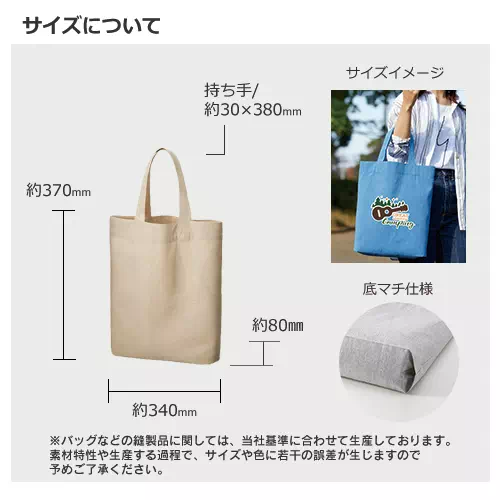 サイズについて
持ち手/
約30×380mm
サイズイメージ
約370mm
Camping
底マチ仕様
約80mm
約340mm
※バッグなどの縫製品に関しては、当社基準に合わせて生産しております。
素材特性や生産する過程で、サイズや色に若干の誤差が生じますので
予めご了承ください。